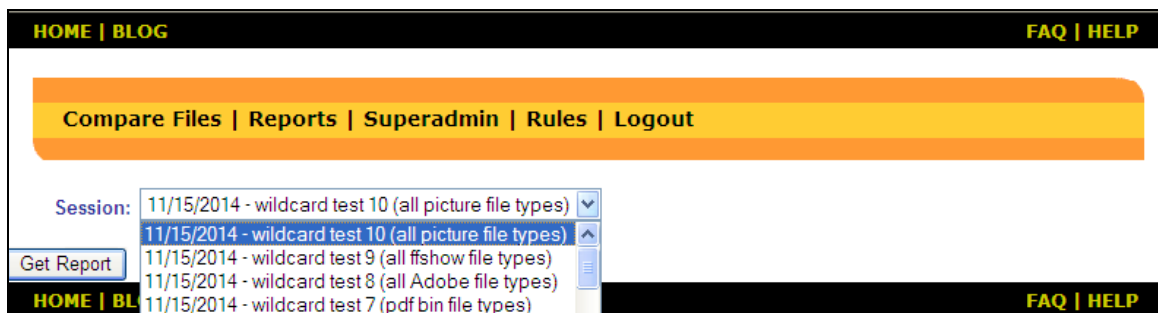 HOME | BLOG FAQ | HELP
Compare Files | Reports | Superadmin | Rules | Logout
Session: 11/15/2014 - wildcard test 10 (all picture file types)
11/15/2014 - wildcard test 10 (all picture file types)
Get Report 11/15/2014 - wildcard test 9 (all ffshow file types)
11/15/2014 - wildcard test 8 (all Adobe file types)
HOME | BL 11/15/2014 - wildcard test 7 (pdf bin file types) FAQ | HELP